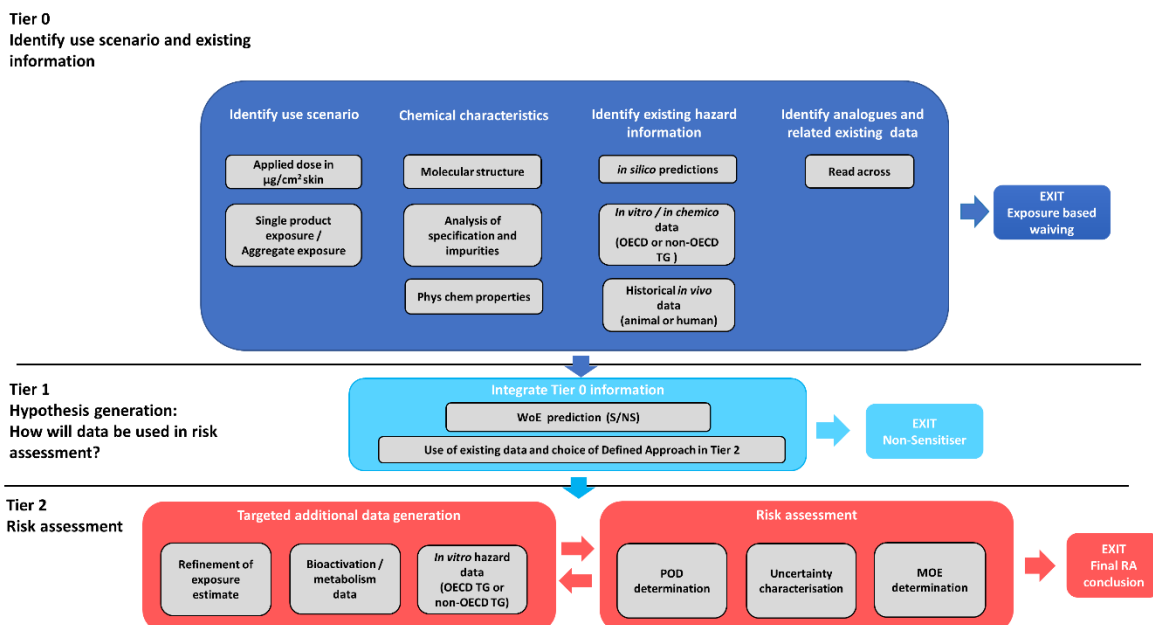 Tier 0
Identify use scenario and existing
information
Identify use scenario
Applied dose in
µg/cm² skin
Single product
exposure /
Aggregate exposure
Chemical characteristics
Molecular structure
Analysis of
specification and
impurities
Phys chem properties
Identify existing hazard
information
in silico predictions
In vitro / in chemico
data
(OECD or non-OECD
TG )
Historical in vivo
data
(animal or human)
Identify analogues and
related existing data
Read across
EXIT
Exposure based
waiving
Tier 1
Hypothesis generation:
How will data be used in risk
assessment?
Integrate Tier 0 information
WoE prediction (S/NS)
Use of existing data and choice of Defined Approach in Tier 2
EXIT
Non-Sensitiser
Tier 2
Risk assessment
Targeted additional data generation
Refinement of
exposure
estimate
Bioactivation /
metabolism
data
In vitro hazard
data
(OECD TG or
non-OECD TG)
Risk assessment
POD
determination
Uncertainty
characterisation
MOE
determination
EXIT
Final RA
conclusion